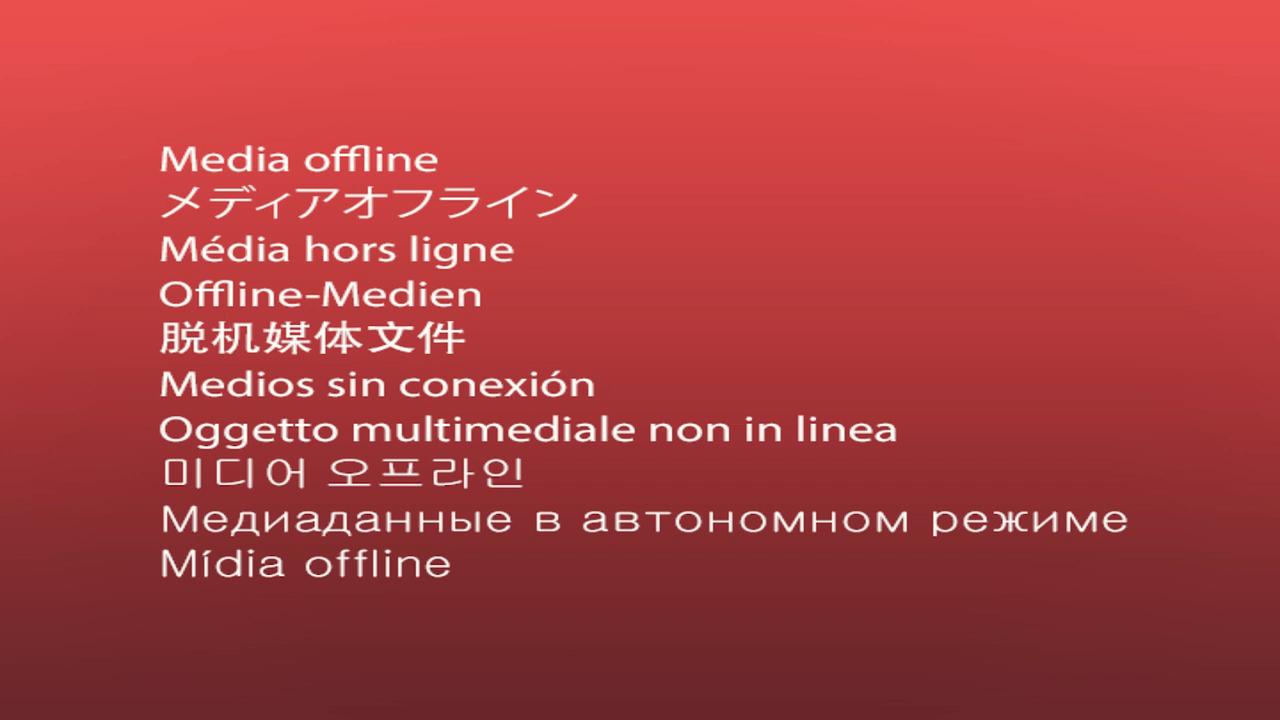 Media offline
メディアオフライン
Média hors ligne
Offline-Medien
脱机媒体文件
Medios sin conexión
Oggetto multimediale non in linea
미디어 오프라인
Медиаданные в автономном режиме
Mídia offline